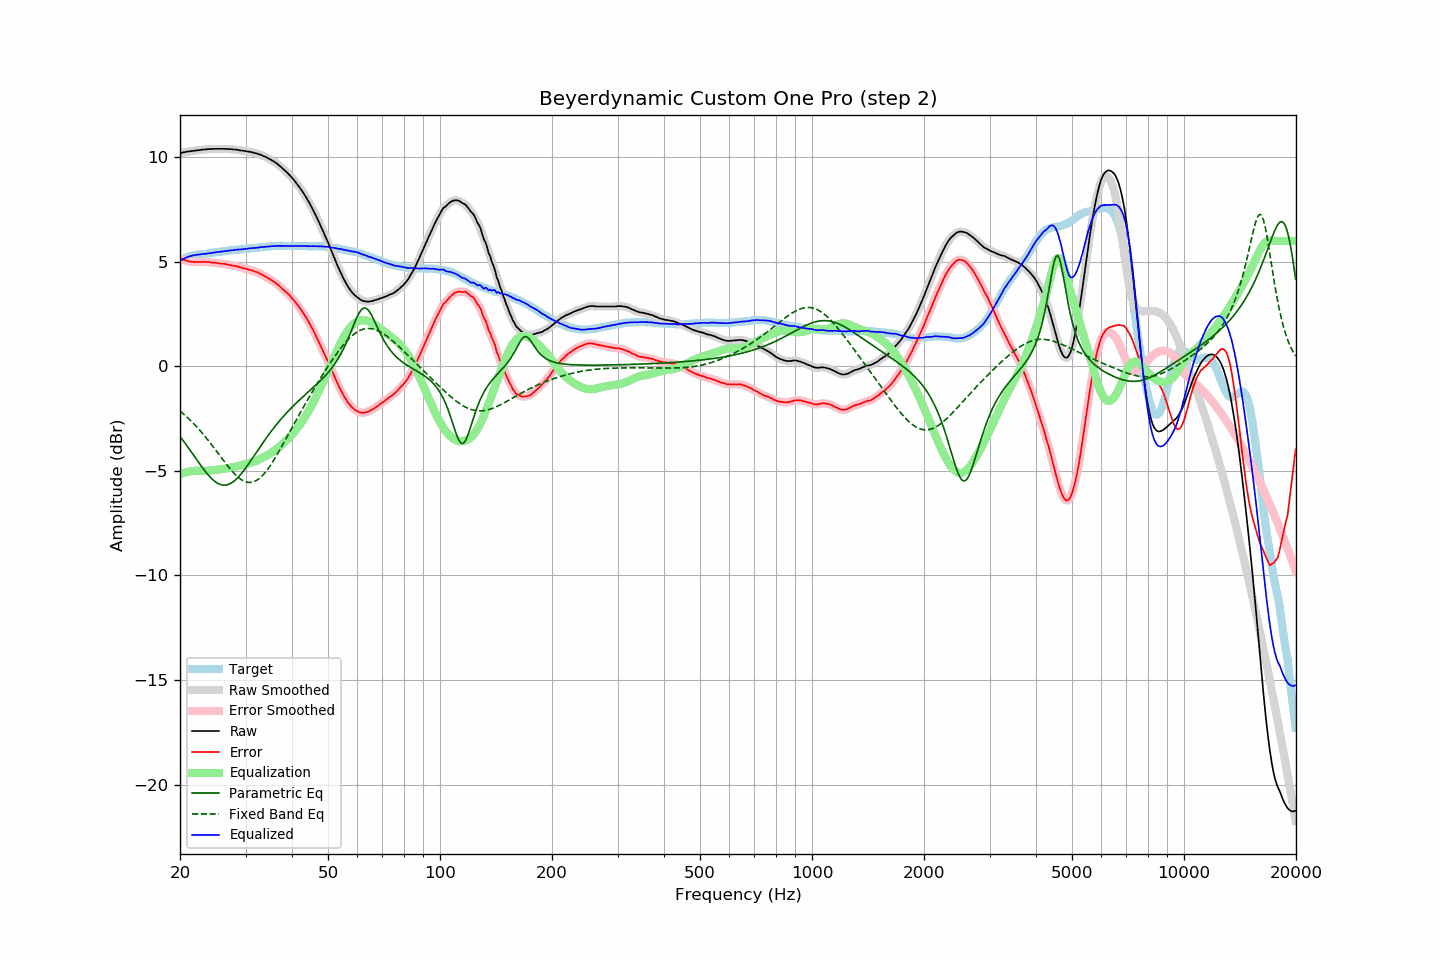 Beyerdynamic Custom One Pro (step 2)
10
5
0
−5
−10
−15
−20
Amplitude (dBr)
Target
Raw Smoothed
Error Smoothed
Raw
Error
Equalization
Parametric Eq
Fixed Band Eq
Equalized
20 50 100 200 500 1000 2000 5000 10000 20000
Frequency (Hz)